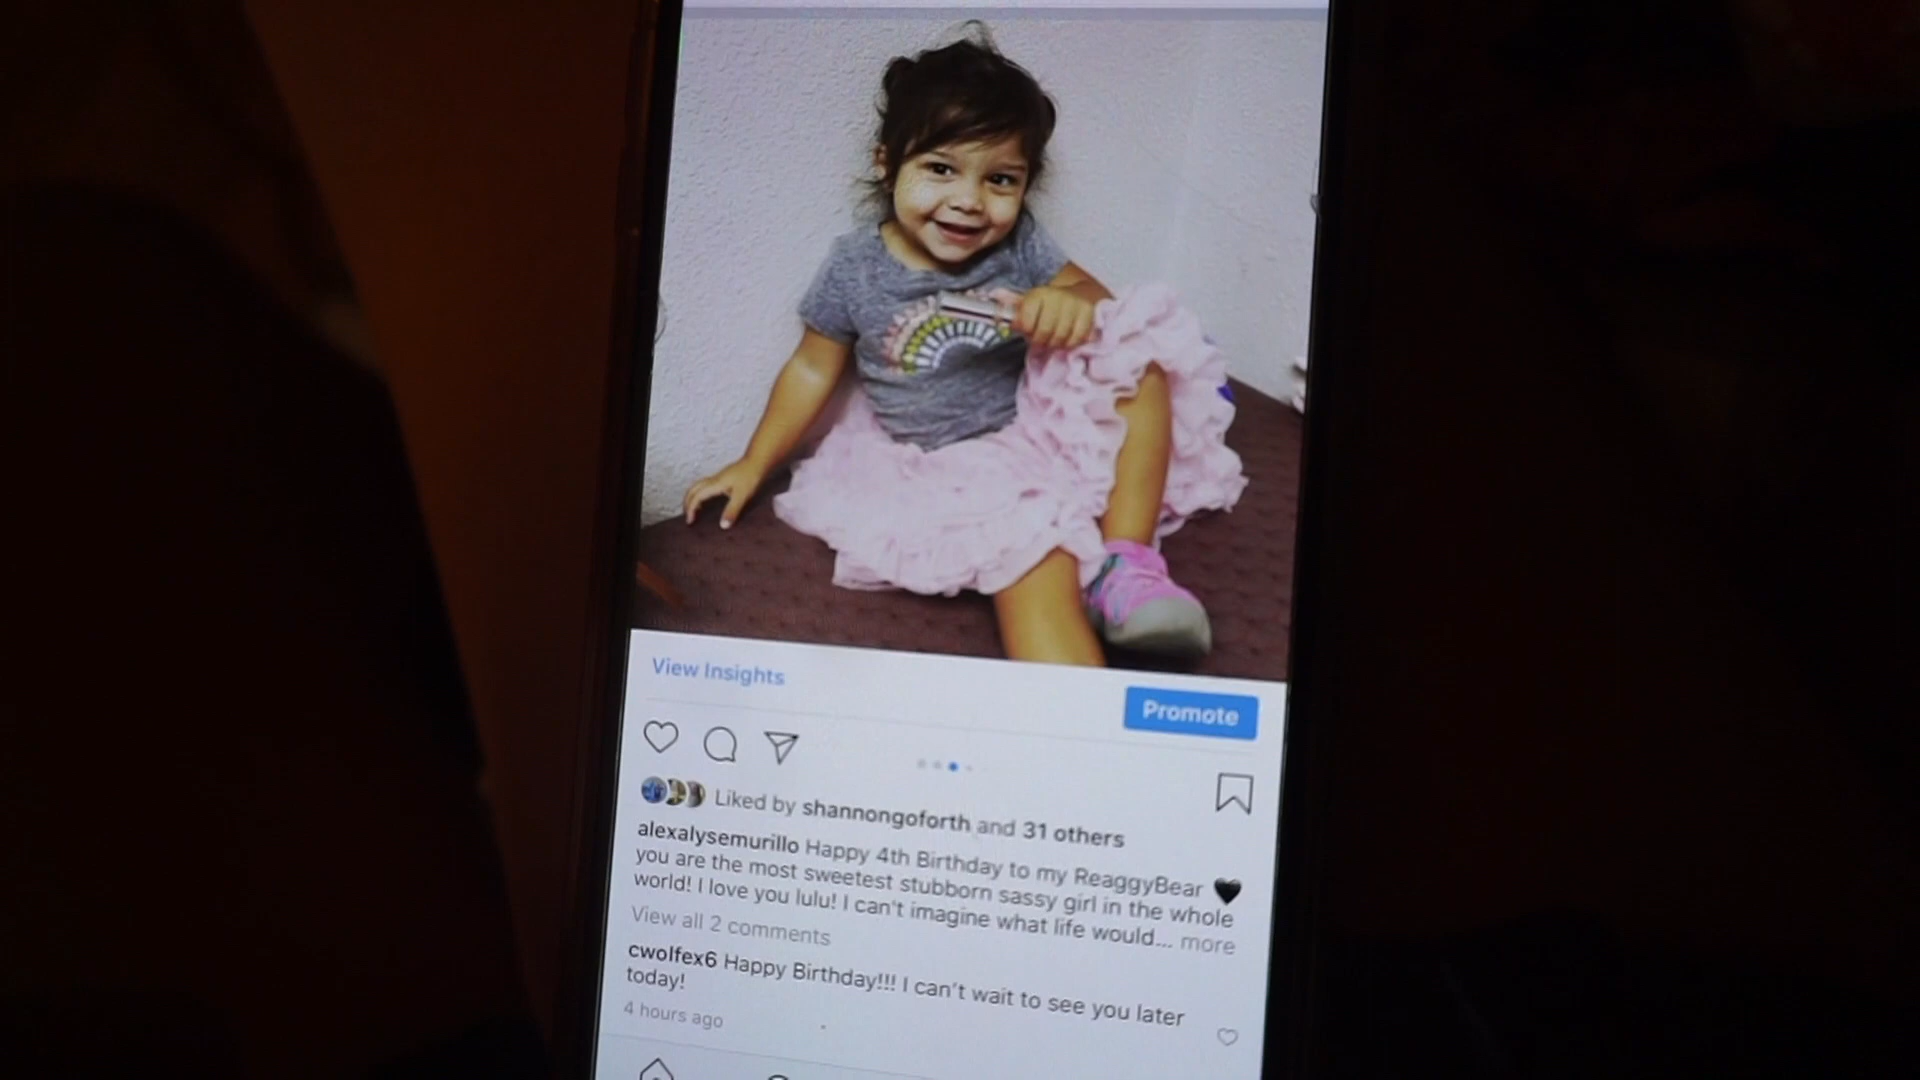 View Insights
Promote
Liked by shannongoforth and 31 others
alexalysemurillo Happy 4th Birthday to my ReaggyBear 🖤
you are the most sweetest stubborn sassy girl in the whole
world! I love you lulu! I can't imagine what life would... more
View all 2 comments
cwolfex6 Happy Birthday!!! I can't wait to see you later
today!
4 hours ago